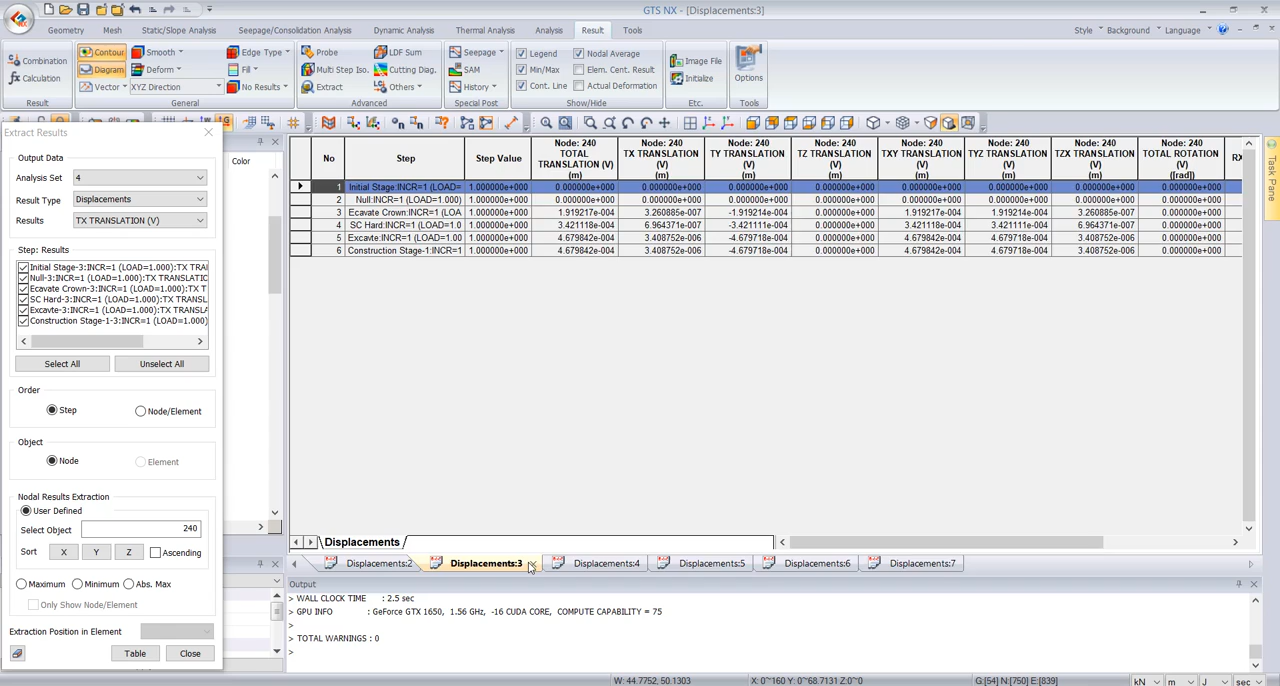 GTS NX - [Displacements:3]
Geometry Mesh Static/Slope Analysis Seepage/Consolidation Analysis Dynamic Analysis Thermal Analysis Analysis Result Tools
Style Background Language
Combination
Calculation
Result
Contour Smooth Edge Type
Diagram Deform Fill
Vector XYZ Direction No Results
General
Probe LDF Sum
Multi Step Iso. Cutting Diag.
Extract Others
Advanced
Seepage
SAM
History
Special Post
Legend Nodal Average
Min/Max Elem. Cent. Result
Cont. Line Actual Deformation
Show/Hide
Image File
Initialize
Etc.
Options
Tools
Extract Results
Output Data
Analysis Set 4
Result Type Displacements
Results TX TRANSLATION (V)
Step: Results
Initial Stage-3:INCR=1 (LOAD=1.000):TX TRAI
Null-3:INCR=1 (LOAD=1.000):TX TRANSLATIC
Ecavate Crown-3:INCR=1 (LOAD=1.000):TX T
SC Hard-3:INCR=1 (LOAD=1.000):TX TRANSL
Excavte-3:INCR=1 (LOAD=1.000):TX TRANSLA
Construction Stage-1-3:INCR=1 (LOAD=1.000)
Select All Unselect All
Order
Step Node/Element
Object
Node Element
Nodal Results Extraction
User Defined
Select Object 240
Sort X Y Z Ascending
Maximum Minimum Abs. Max
Only Show Node/Element
Extraction Position in Element
Table Close
Color
No Step Step Value Node: 240 TOTAL TRANSLATION (V) (m) Node: 240 TX TRANSLATION (V) (m) Node: 240 TY TRANSLATION (V) (m) Node: 240 TZ TRANSLATION (V) (m) Node: 240 TXY TRANSLATION (V) (m) Node: 240 TYZ TRANSLATION (V) (m) Node: 240 TZX TRANSLATION (V) (m) Node: 240 TOTAL ROTATION (V) ([rad]) RX
1 Initial Stage:INCR=1 (LOAD= 1.000000e+000 0.000000e+000 0.000000e+000 0.000000e+000 0.000000e+000 0.000000e+000 0.000000e+000 0.000000e+000 0.000000e+000
2 Null:INCR=1 (LOAD=1.000) 1.000000e+000 0.000000e+000 0.000000e+000 0.000000e+000 0.000000e+000 0.000000e+000 0.000000e+000 0.000000e+000 0.000000e+000
3 Ecavate Crown:INCR=1 (LOA 1.000000e+000 1.919217e-004 3.260885e-007 -1.919214e-004 0.000000e+000 1.919217e-004 1.919214e-004 3.260885e-007 0.000000e+000
4 SC Hard:INCR=1 (LOAD=1.0 1.000000e+000 3.421118e-004 6.964371e-007 -3.421112e-004 0.000000e+000 3.421118e-004 3.421112e-004 6.964371e-007 0.000000e+000
5 Excavte:INCR=1 (LOAD=1.00 1.000000e+000 4.679842e-004 3.408752e-006 -4.679718e-004 0.000000e+000 4.679842e-004 4.679718e-004 3.408752e-006 0.000000e+000
6 Construction Stage-1:INCR=1 1.000000e+000 4.679842e-004 3.408752e-006 -4.679718e-004 0.000000e+000 4.679842e-004 4.679718e-004 3.408752e-006 0.000000e+000
Displacements
Displacements:2 Displacements:3 Displacements:4 Displacements:5 Displacements:6 Displacements:7
Output
> WALL CLOCK TIME : 2.5 sec
> GPU INFO : GeForce GTX 1650, 1.56 GHz, -16 CUDA CORE, COMPUTE CAPABILITY = 75
>
> TOTAL WARNINGS : 0
>
Task Pane
W: 44.7752, 50.1303 X: 0~160 Y: 0~68.7131 Z:0~0 G:[54] N:[750] E:[839] kN m J sec